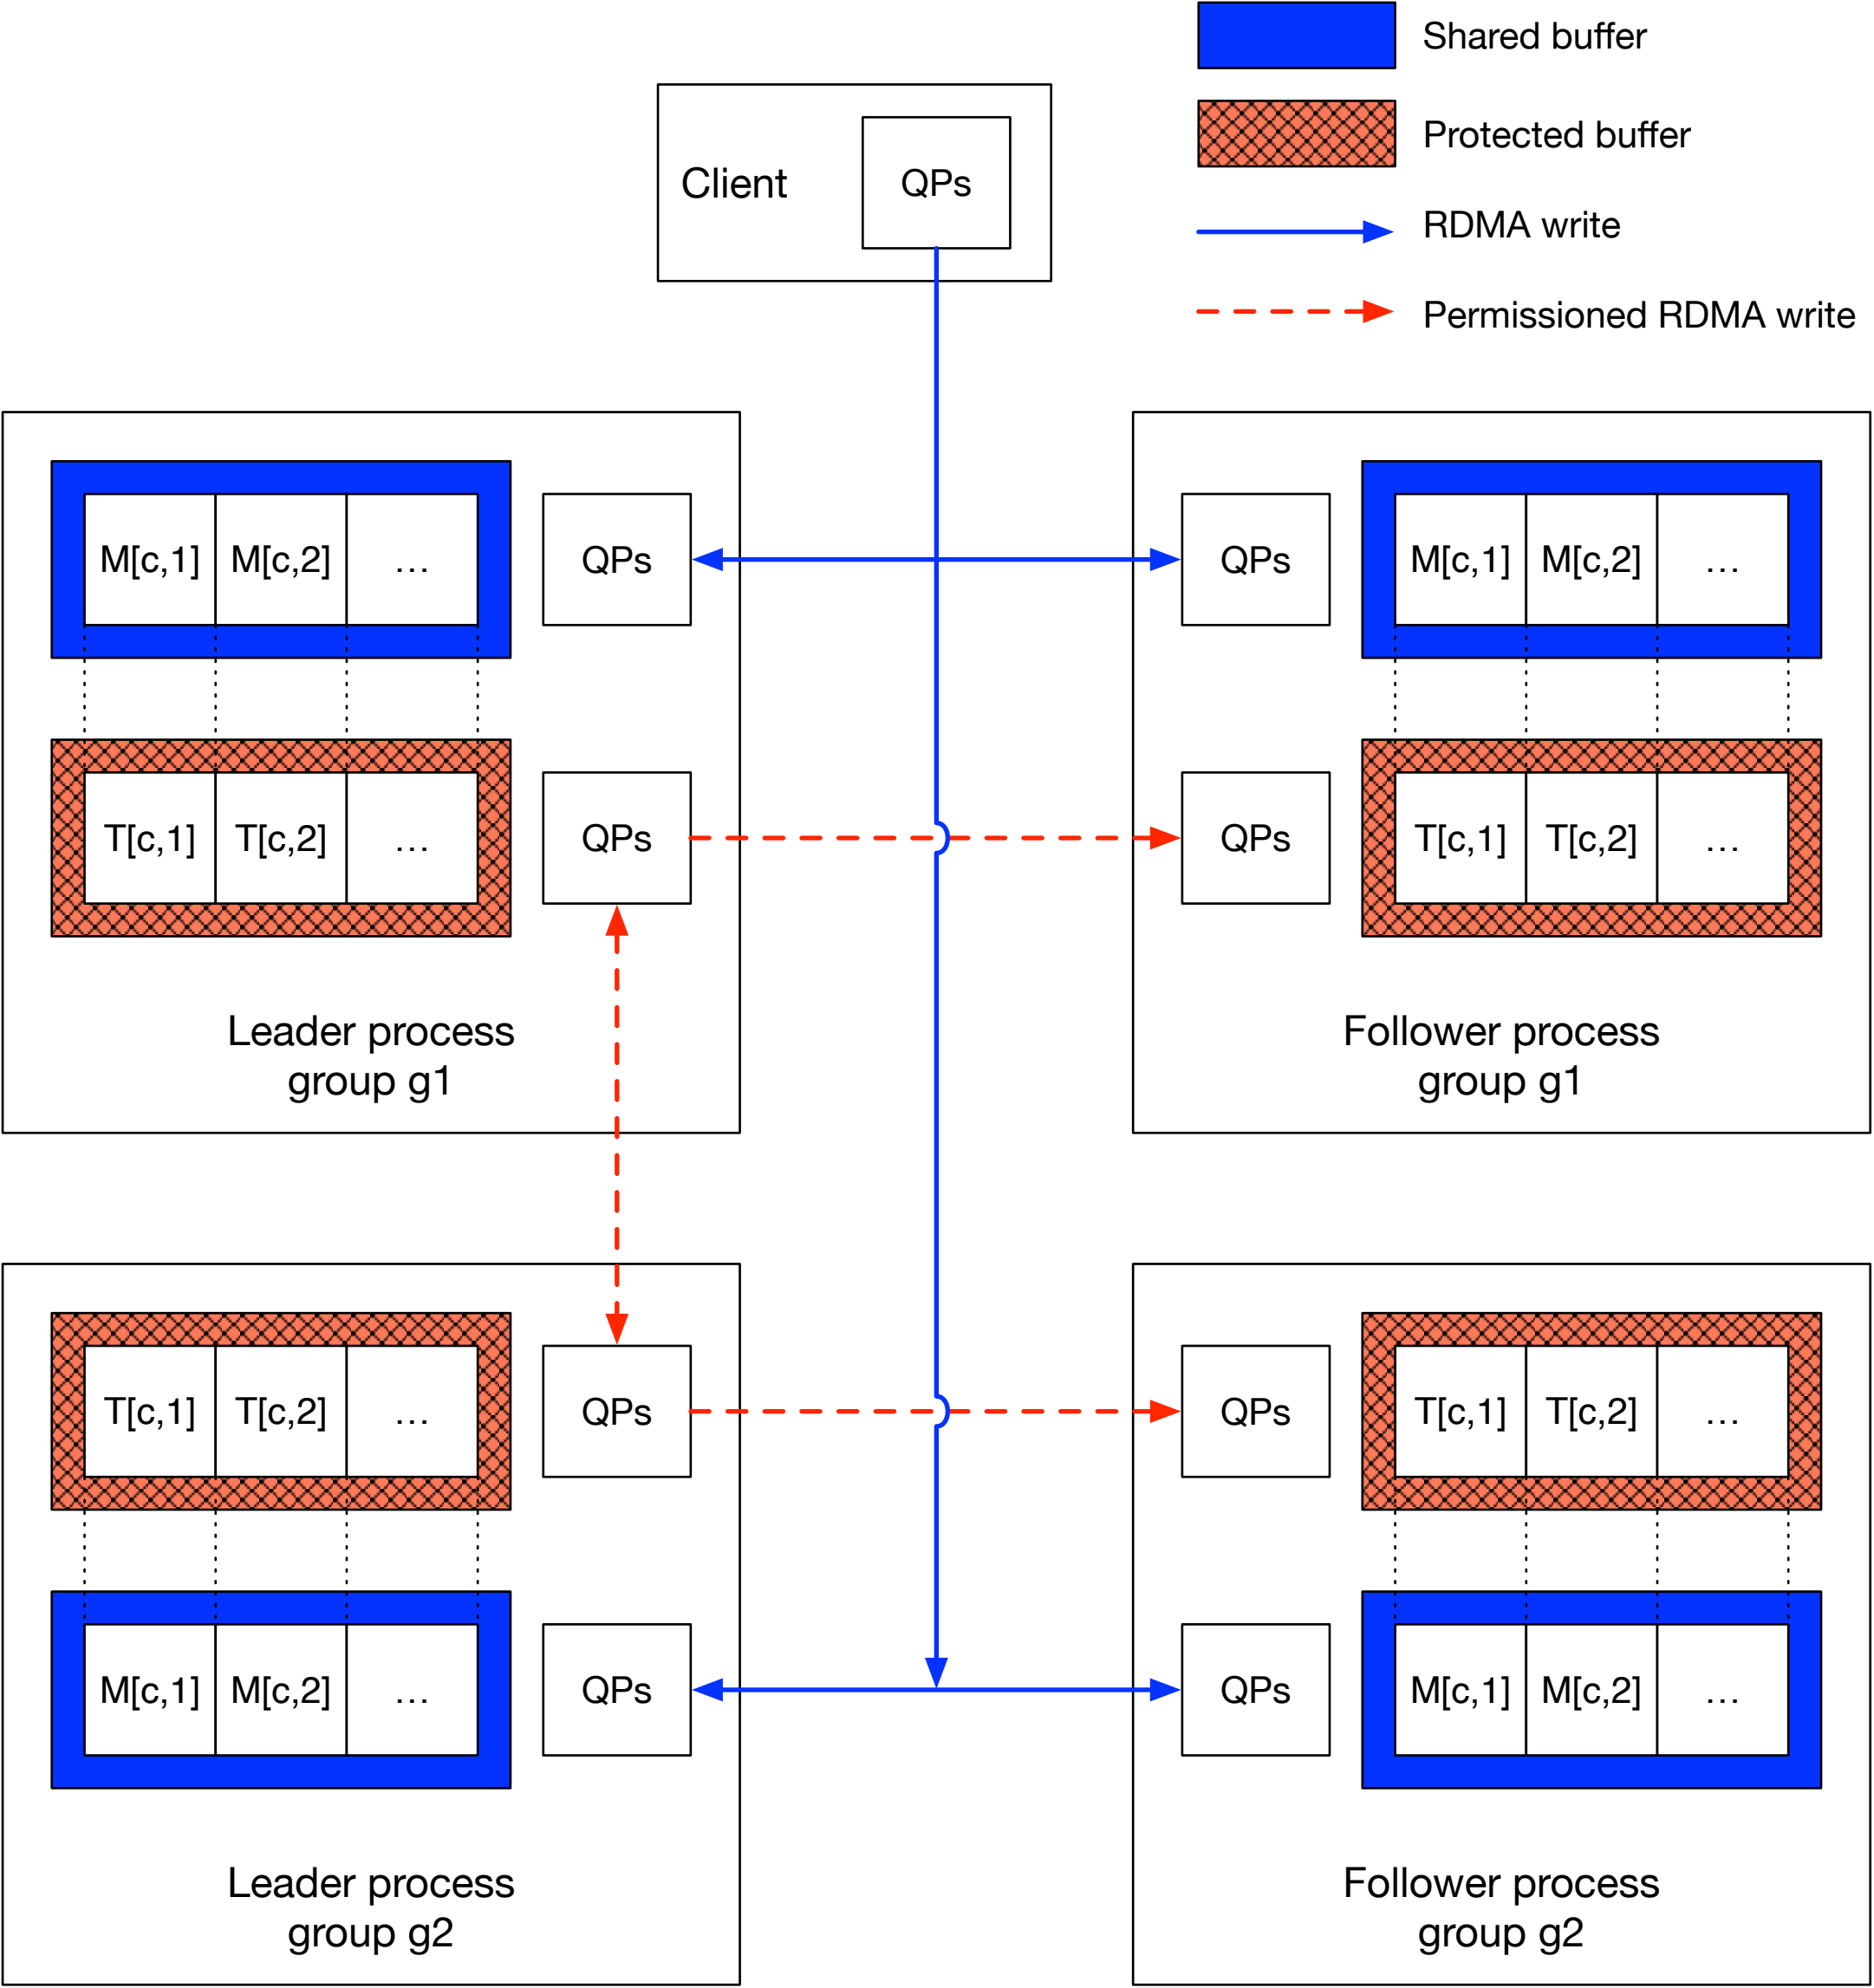 Shared buffer
Protected buffer
RDMA write
Permissioned RDMA write
Client
QPs
M[c,1] M[c,2] … QPs
QPs M[c,1] M[c,2] …
T[c,1] T[c,2] … QPs
QPs T[c,1] T[c,2] …
Leader process
group g1
Follower process
group g1
T[c,1] T[c,2] … QPs
QPs T[c,1] T[c,2] …
M[c,1] M[c,2] … QPs
QPs M[c,1] M[c,2] …
Leader process
group g2
Follower process
group g2